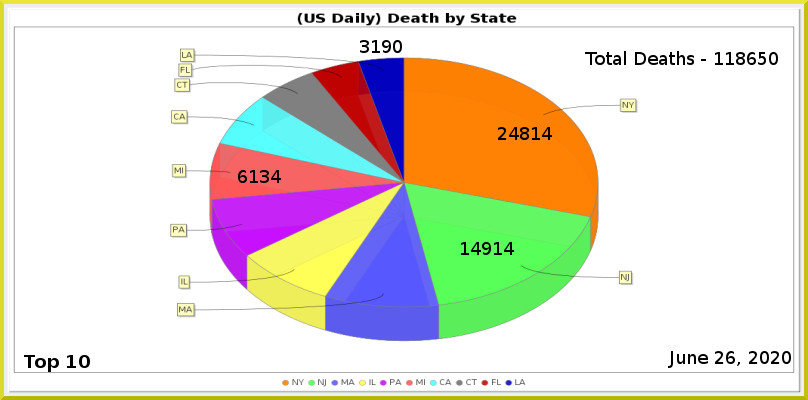 (US Daily) Death by State
3190
Total Deaths - 118650
LA
FL
CT
CA
MI
PA
IL
MA
NY
NJ
24814
6134
14914
Top 10
June 26, 2020
NY NJ MA IL PA MI CA CT FL LA